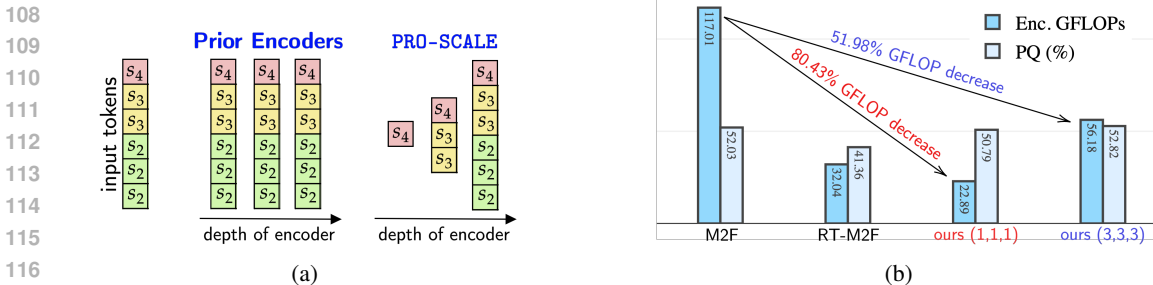 108
109
110
111
112
113
114
115
116
Prior Encoders
PRO-SCALE
input tokens
s4
s3
s3
s2
s2
s2
s4 s4 s4
s3 s3 s3
s3 s3 s3
s2 s2 s2
s2 s2 s2
s2 s2 s2
depth of encoder
s4
s4
s3
s3
s4
s3
s3
s2
s2
s2
depth of encoder
(a)
Enc. GFLOPs
PQ (%)
51.98% GFLOP decrease
80.43% GFLOP decrease
117.01
52.03
32.04
41.36
22.89
50.79
56.18
52.82
M2F
RT-M2F
ours (1,1,1)
ours (3,3,3)
(b)